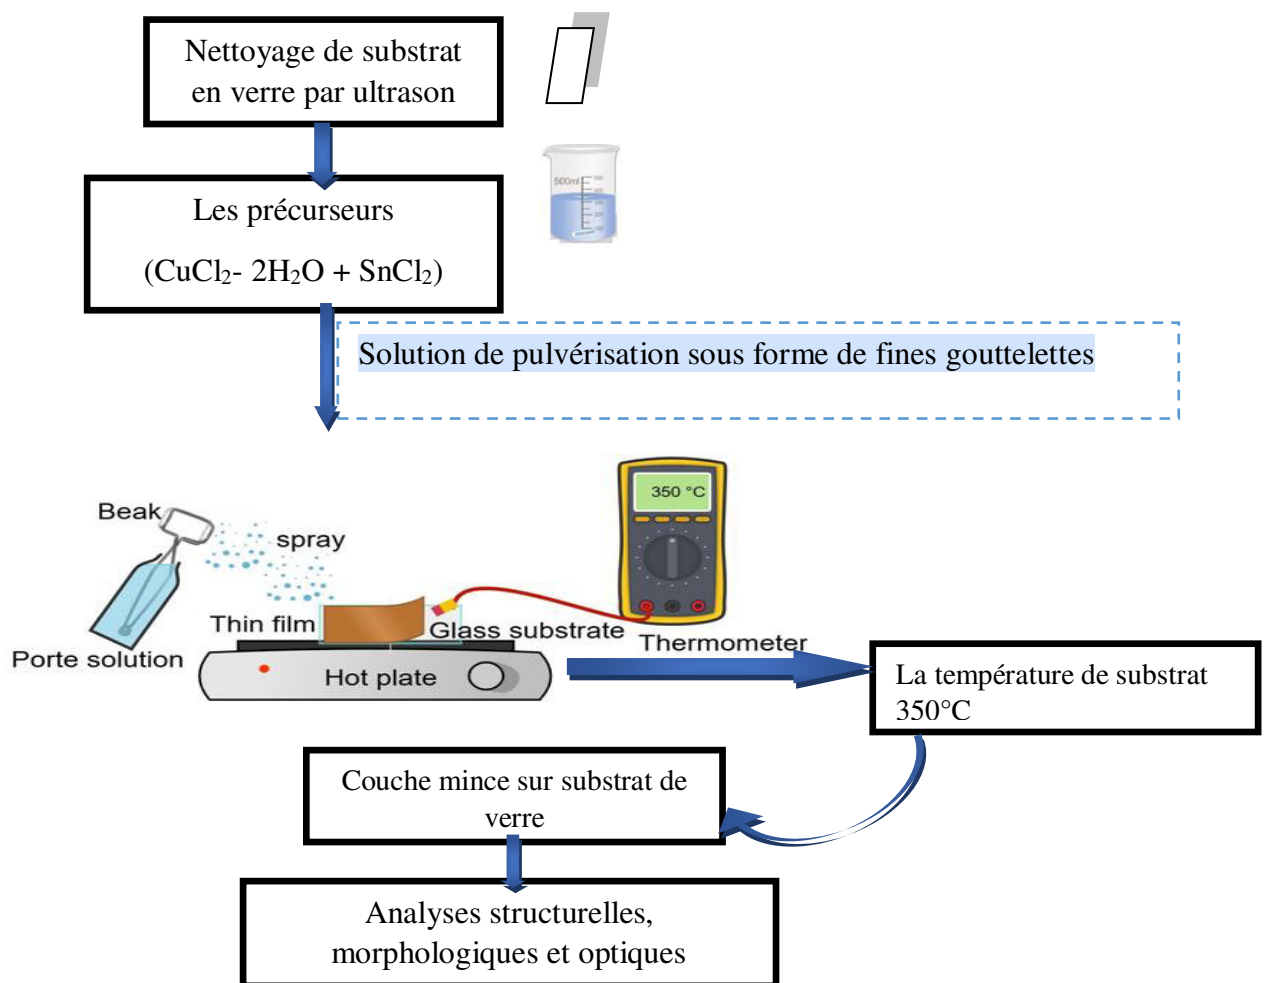 Nettoyage de substrat
en verre par ultrason
500ml
Les précurseurs
(CuCl₂- 2H₂O + SnCl₂)
Solution de pulvérisation sous forme de fines gouttelettes
350 °C
Beak
spray
Thin film
Glass substrate
Thermometer
Porte solution
Hot plate
La température de substrat
350°C
Couche mince sur substrat de
verre
Analyses structurelles,
morphologiques et optiques